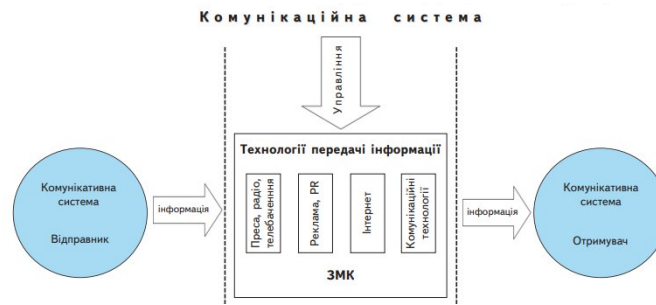 Комунікаційна система
Управління
Технології передачі інформації
Преса, радіо,
телебаченння
Реклама, PR
Інтернет
Комунікаційні
технології
ЗМК
Комунікативна
система
Відправник
інформація
інформація
Комунікативна
система
Отримувач